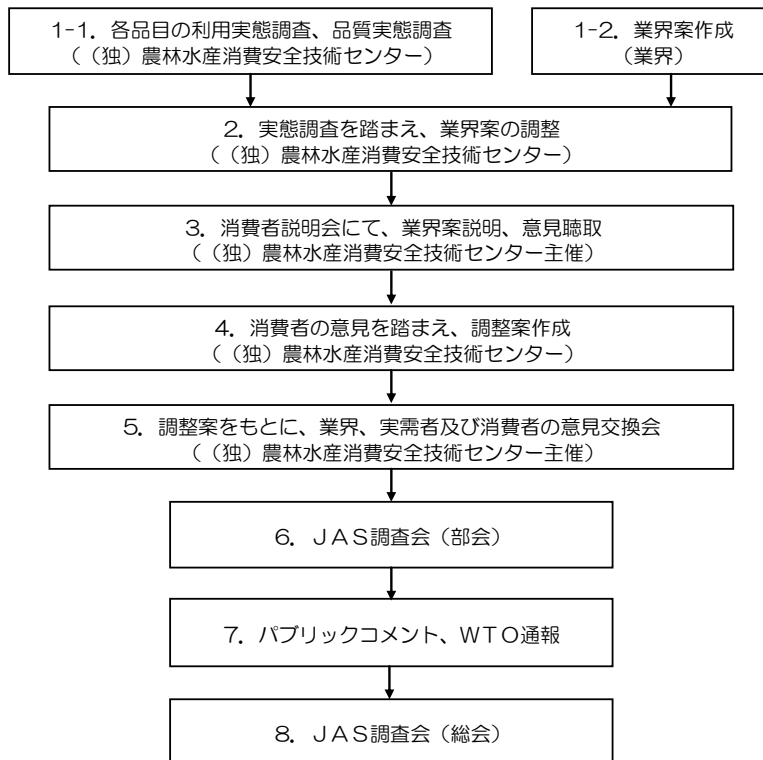 1-1．各品目の利用実態調査、品質実態調査
（（独）農林水産消費安全技術センター）
1-2．業界案作成
（業界）
2．実態調査を踏まえ、業界案の調整
（（独）農林水産消費安全技術センター）
3．消費者説明会にて、業界案説明、意見聴取
（（独）農林水産消費安全技術センター主催）
4．消費者の意見を踏まえ、調整案作成
（（独）農林水産消費安全技術センター）
5．調整案をもとに、業界、実需者及び消費者の意見交換会
（（独）農林水産消費安全技術センター主催）
6．ＪＡＳ調査会（部会）
7．パブリックコメント、ＷＴＯ通報
8．ＪＡＳ調査会（総会）